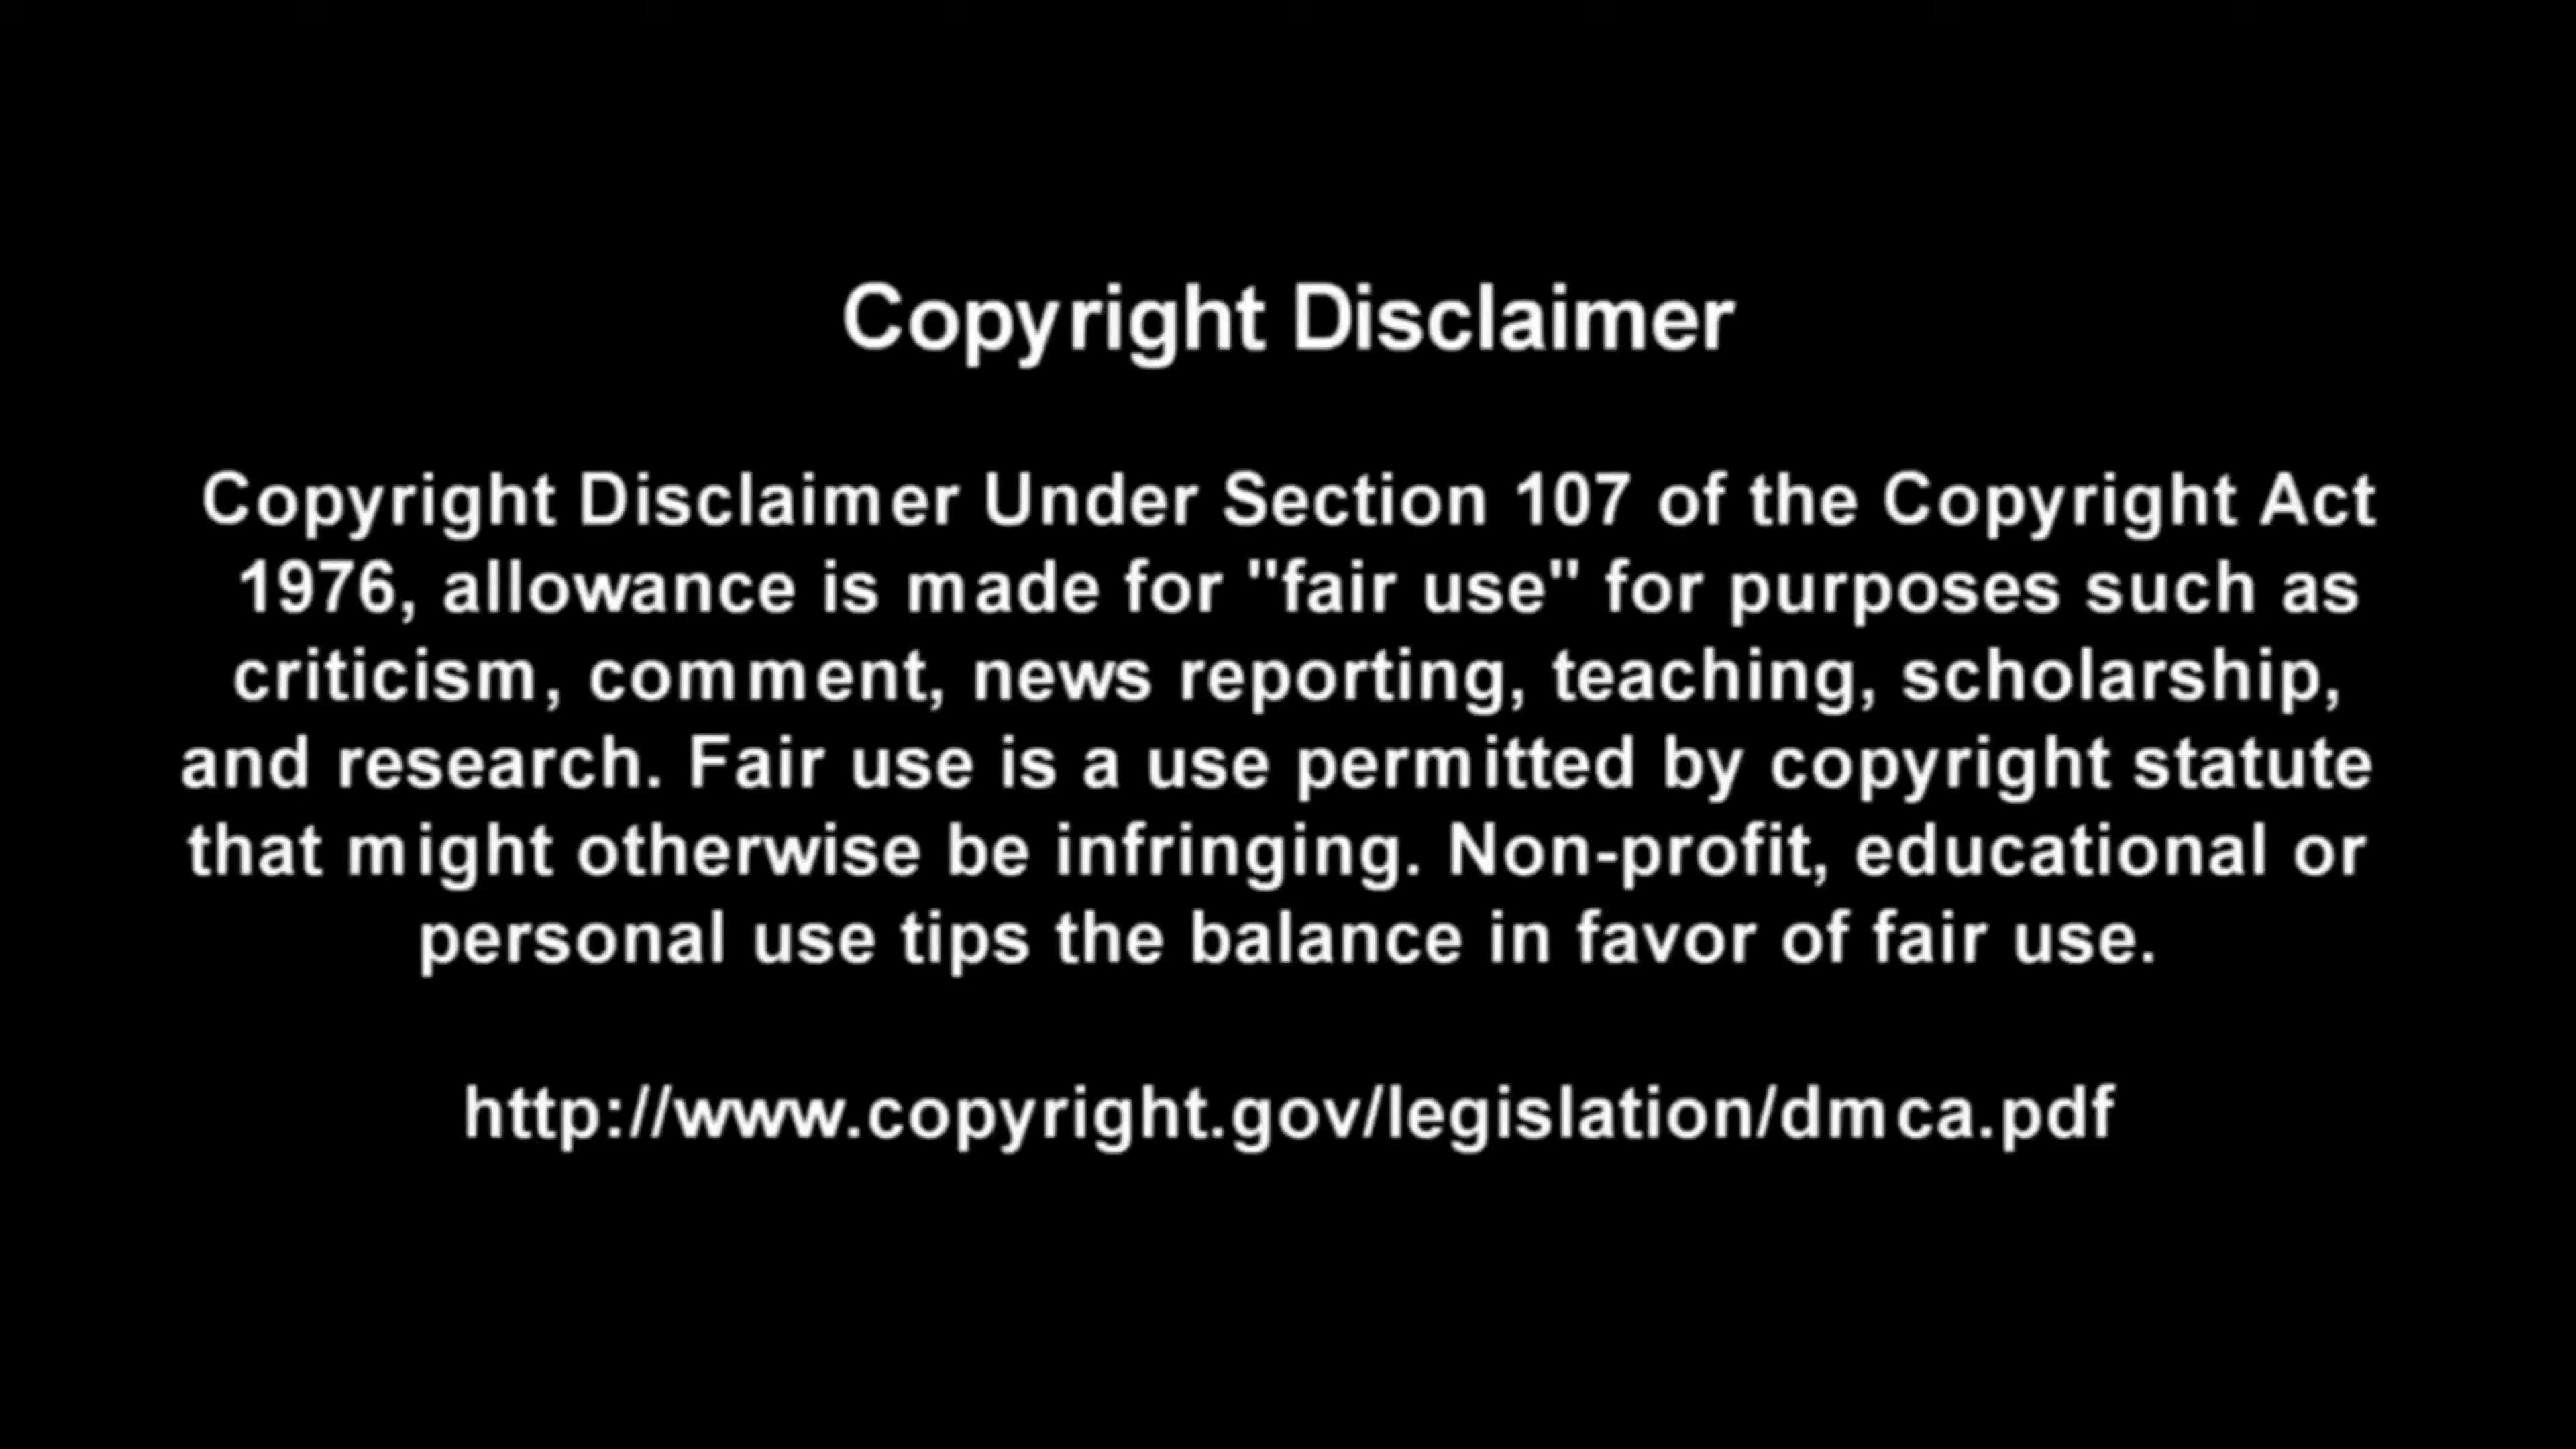 Copyright Disclaimer
Copyright Disclaimer Under Section 107 of the Copyright Act
1976, allowance is made for "fair use" for purposes such as
criticism, comment, news reporting, teaching, scholarship,
and research. Fair use is a use permitted by copyright statute
that might otherwise be infringing. Non-profit, educational or
personal use tips the balance in favor of fair use.
http://www.copyright.gov/legislation/dmca.pdf